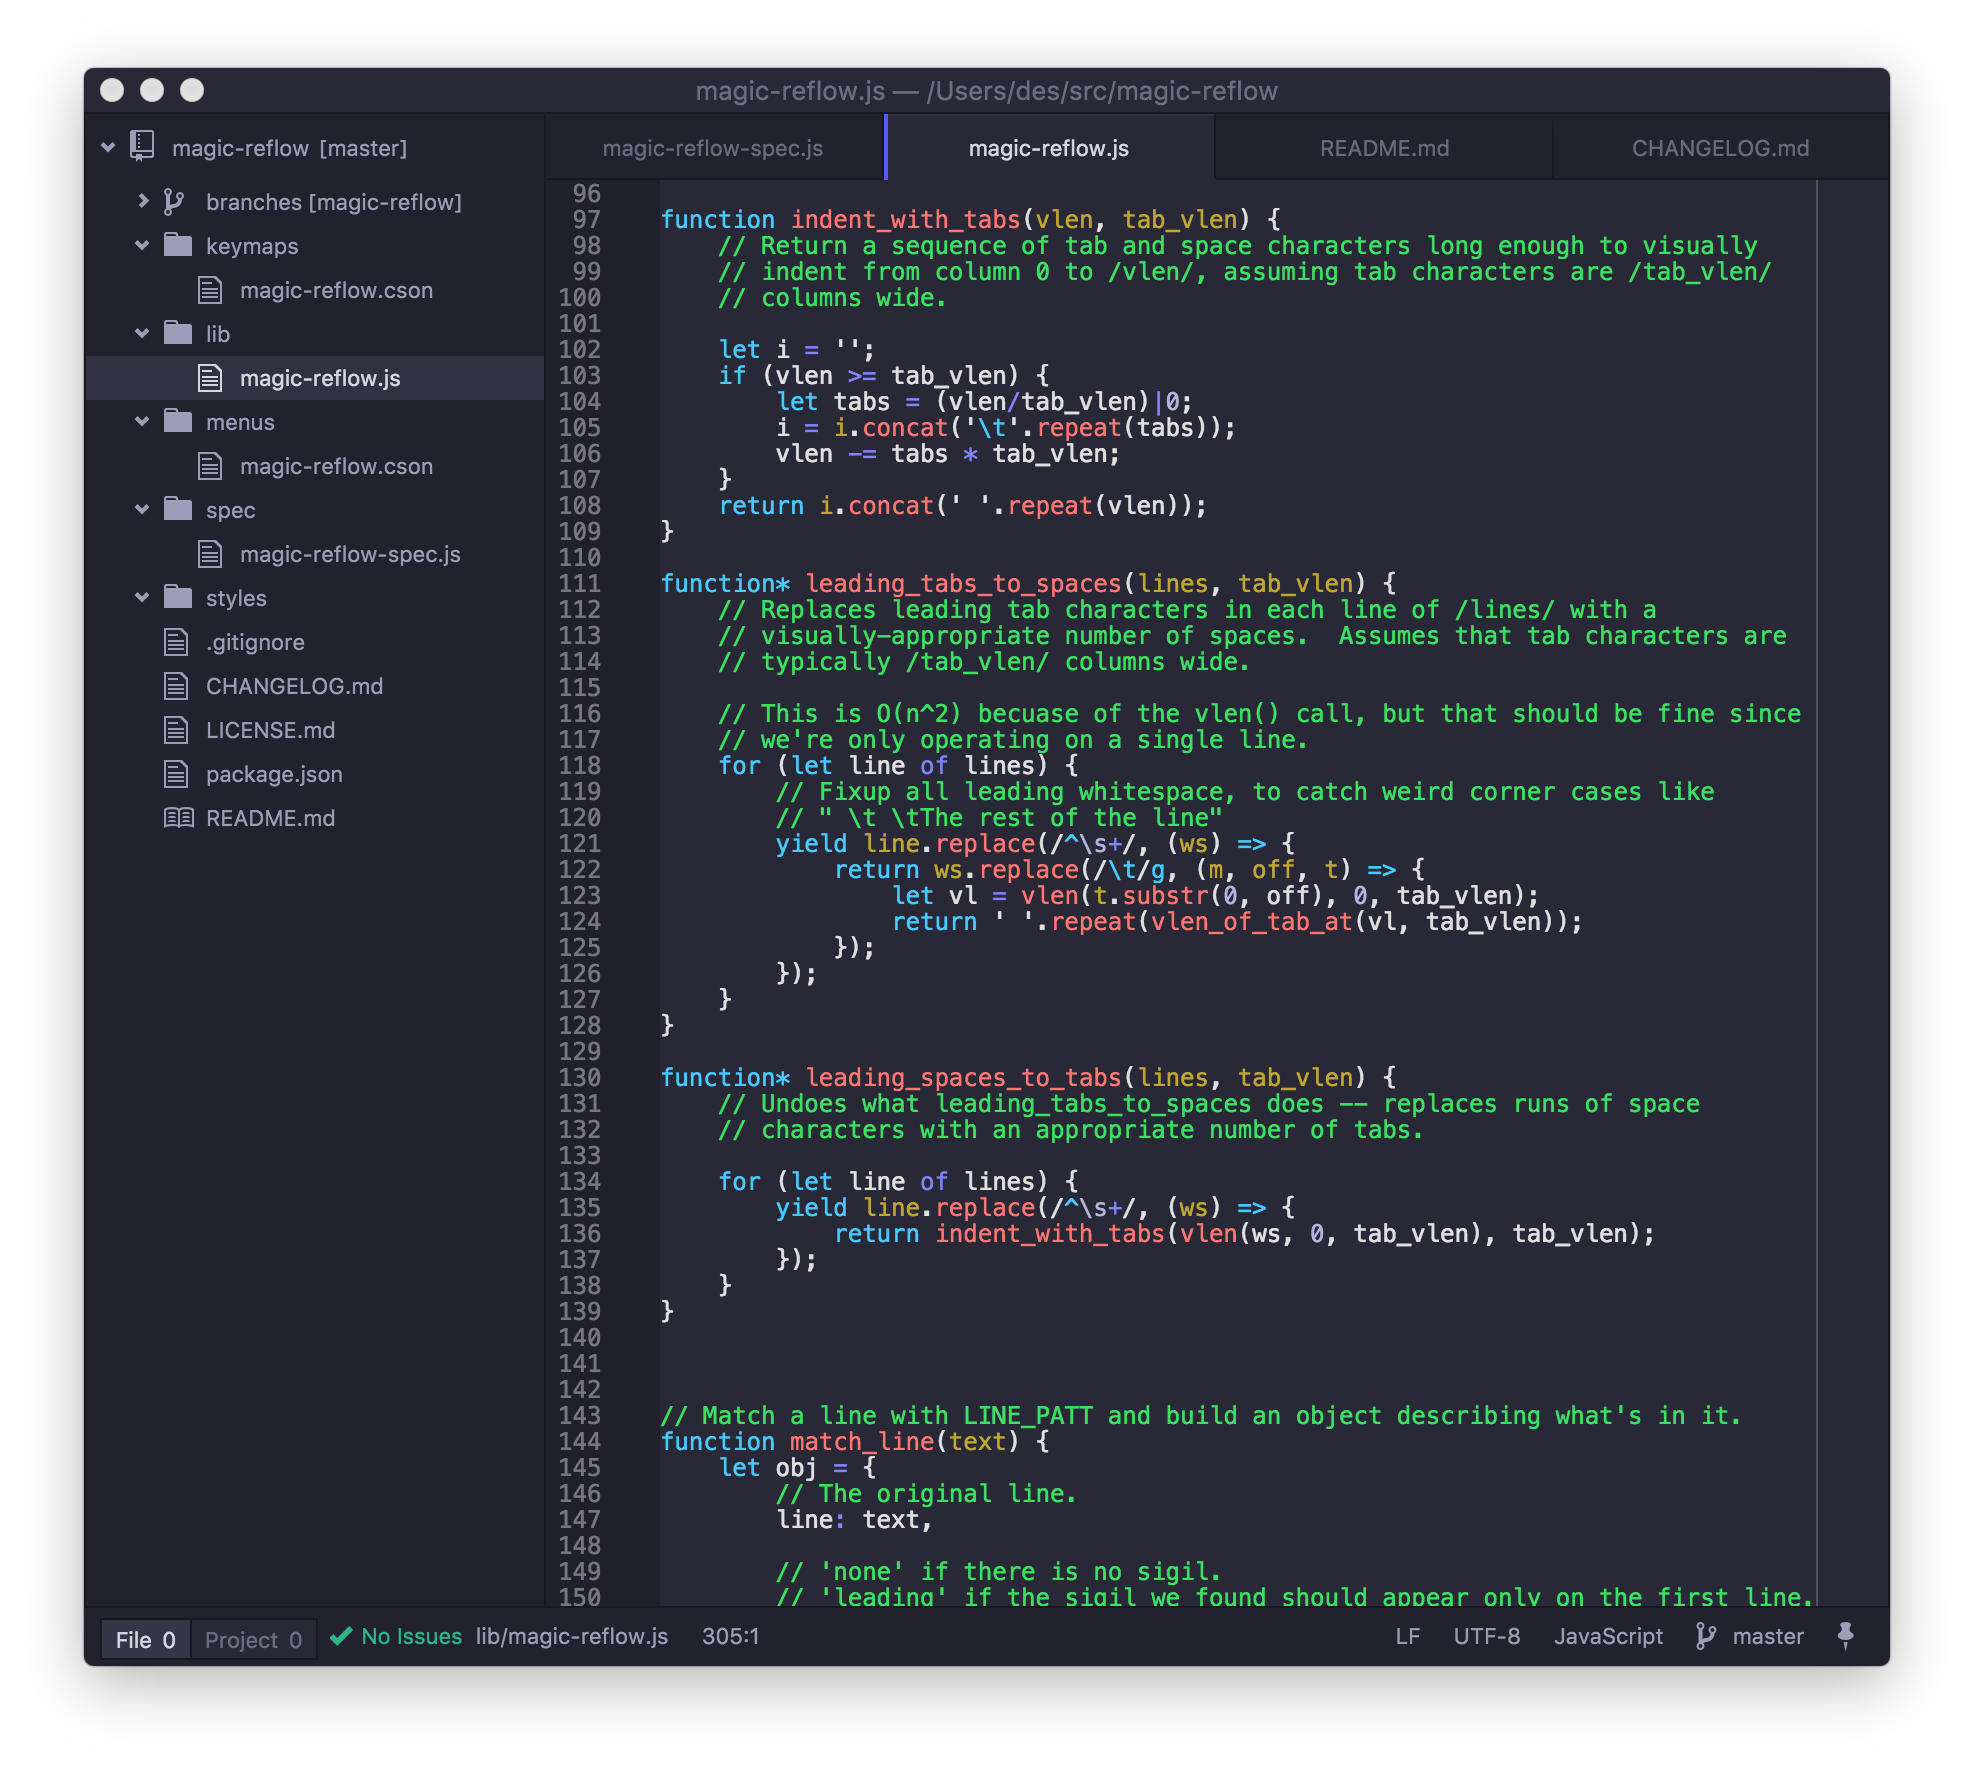 magic-reflow.js — /Users/des/src/magic-reflow
magic-reflow [master]
branches [magic-reflow]
keymaps
magic-reflow.cson
lib
magic-reflow.js
menus
magic-reflow.cson
spec
magic-reflow-spec.js
styles
.gitignore
CHANGELOG.md
LICENSE.md
package.json
README.md
magic-reflow-spec.js magic-reflow.js README.md CHANGELOG.md
96
97 function indent_with_tabs(vlen, tab_vlen) {
98     // Return a sequence of tab and space characters long enough to visually
99     // indent from column 0 to /vlen/, assuming tab characters are /tab_vlen/
100     // columns wide.
101
102     let i = '';
103     if (vlen >= tab_vlen) {
104         let tabs = (vlen/tab_vlen)|0;
105         i = i.concat('\t'.repeat(tabs));
106         vlen -= tabs * tab_vlen;
107     }
108     return i.concat(' '.repeat(vlen));
109 }
110
111 function* leading_tabs_to_spaces(lines, tab_vlen) {
112     // Replaces leading tab characters in each line of /lines/ with a
113     // visually-appropriate number of spaces.  Assumes that tab characters are
114     // typically /tab_vlen/ columns wide.
115
116     // This is O(n^2) becuase of the vlen() call, but that should be fine since
117     // we're only operating on a single line.
118     for (let line of lines) {
119         // Fixup all leading whitespace, to catch weird corner cases like
120         // " \t \tThe rest of the line"
121         yield line.replace(/^\s+/, (ws) => {
122             return ws.replace(/\t/g, (m, off, t) => {
123                 let vl = vlen(t.substr(0, off), 0, tab_vlen);
124                 return ' '.repeat(vlen_of_tab_at(vl, tab_vlen));
125             });
126         });
127     }
128 }
129
130 function* leading_spaces_to_tabs(lines, tab_vlen) {
131     // Undoes what leading_tabs_to_spaces does -- replaces runs of space
132     // characters with an appropriate number of tabs.
133
134     for (let line of lines) {
135         yield line.replace(/^\s+/, (ws) => {
136             return indent_with_tabs(vlen(ws, 0, tab_vlen), tab_vlen);
137         });
138     }
139 }
140
141
142
143 // Match a line with LINE_PATT and build an object describing what's in it.
144 function match_line(text) {
145     let obj = {
146         // The original line.
147         line: text,
148
149         // 'none' if there is no sigil.
150         // 'leading' if the sigil we found should appear only on the first line.
File 0 Project 0 No Issues lib/magic-reflow.js 305:1 LF UTF-8 JavaScript master